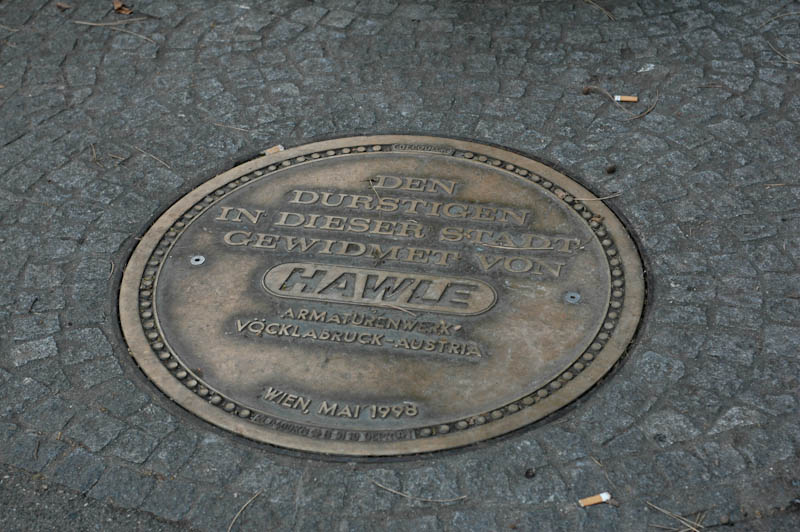 DEN
DURSTIGEN
IN DIESER STADT
GEWIDMET VON
HAWLE
ARMATURENWERK
VÖCKLABRUCK-AUSTRIA
WIEN, MAI 1998